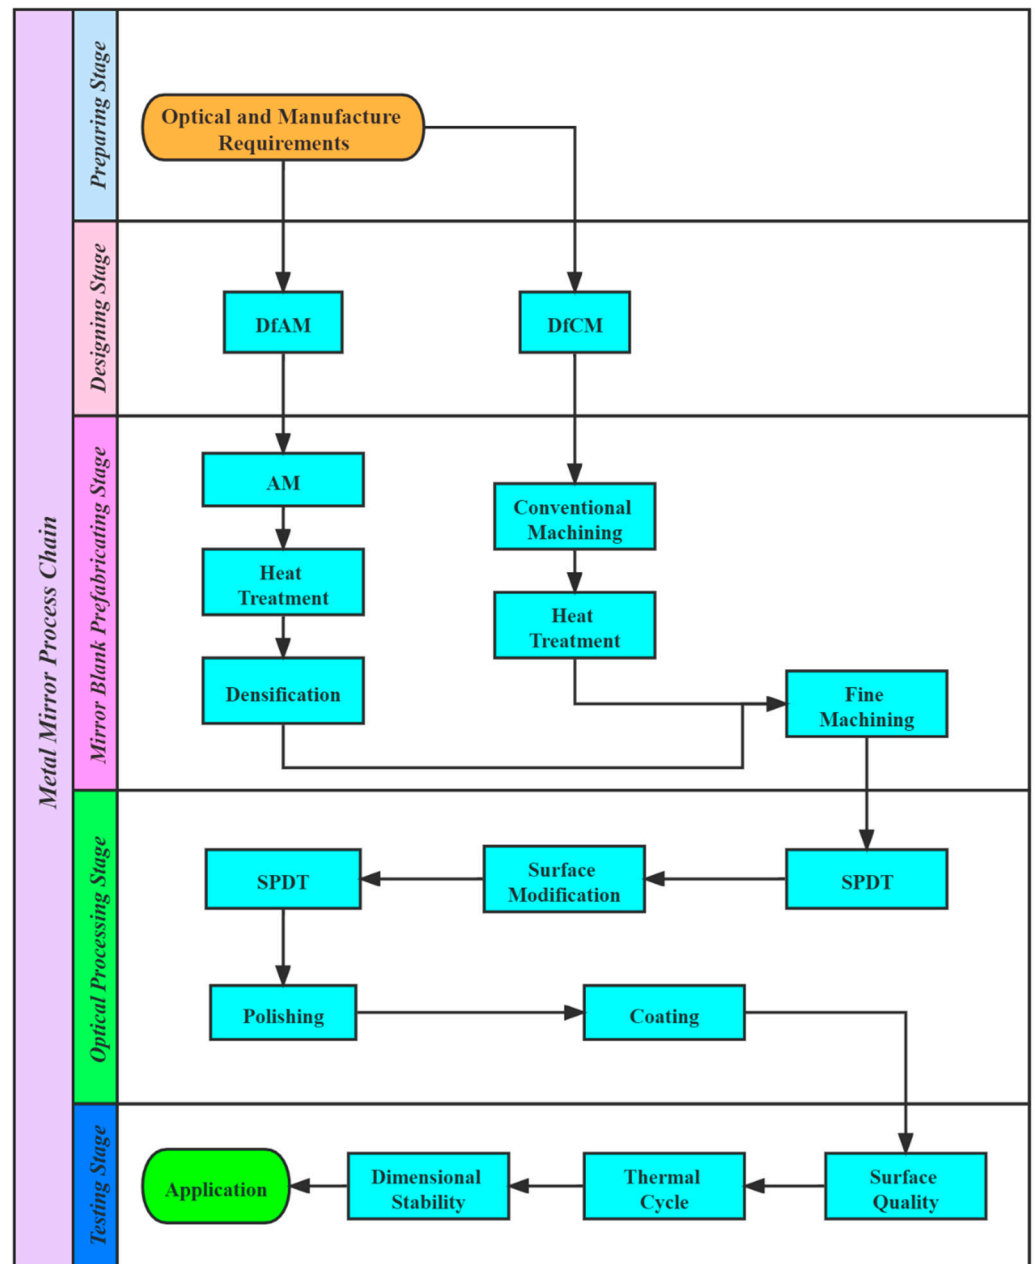 Metal Mirror Process Chain
Preparing Stage
Optical and Manufacture
Requirements
Designing Stage
DfAM
DfCM
Mirror Blank Prefabricating Stage
AM
Heat
Treatment
Densification
Conventional
Machining
Heat
Treatment
Fine
Machining
Optical Processing Stage
SPDT
Surface
Modification
SPDT
Polishing
Coating
Testing Stage
Application
Dimensional
Stability
Thermal
Cycle
Surface
Quality